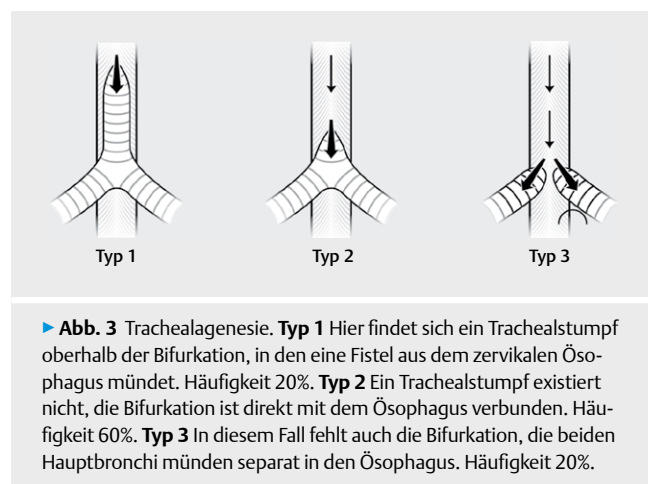 Typ 1 Typ 2 Typ 3
▶ Abb. 3 Trachealagenesie. Typ 1 Hier findet sich ein Trachealstumpf
oberhalb der Bifurkation, in den eine Fistel aus dem zervikalen Öso-
phagus mündet. Häufigkeit 20%. Typ 2 Ein Trachealstumpf existiert
nicht, die Bifurkation ist direkt mit dem Ösophagus verbunden. Häu-
figkeit 60%. Typ 3 In diesem Fall fehlt auch die Bifurkation, die beiden
Hauptbronchi münden separat in den Ösophagus. Häufigkeit 20%.